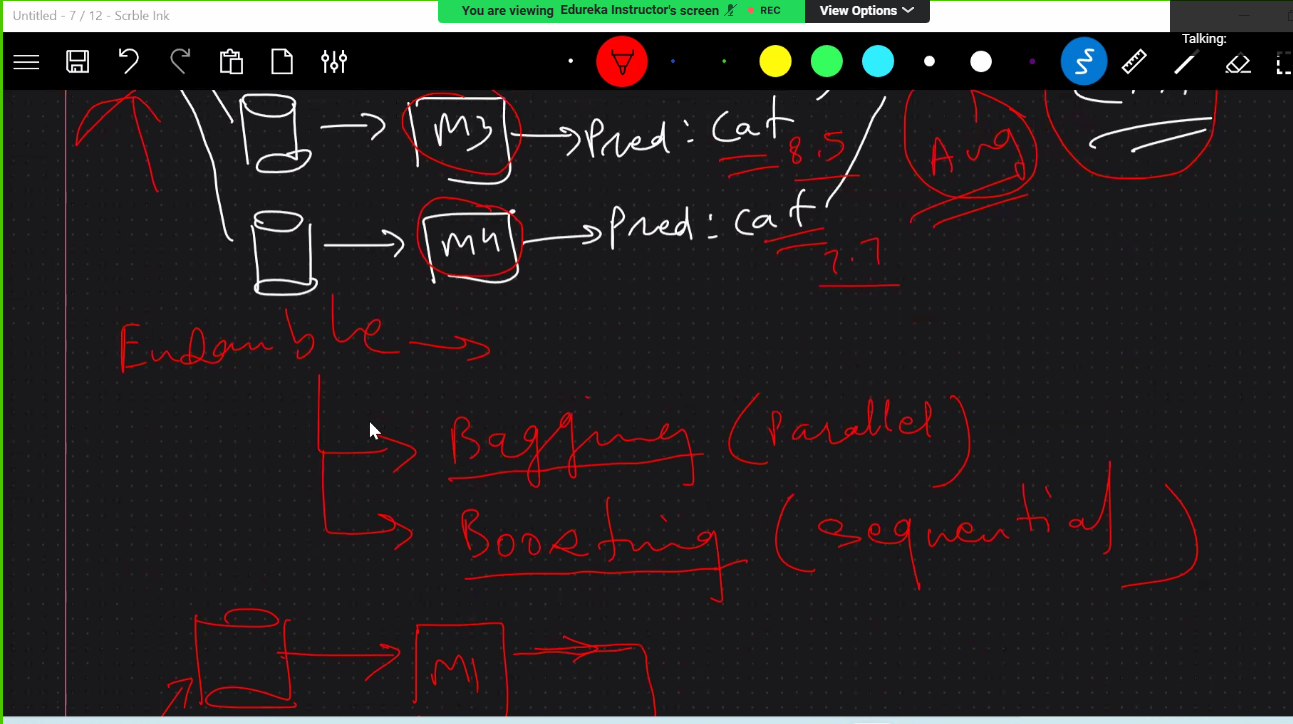 You are viewing Edureka Instructor's screen REC View Options
Untitled - 7 / 12 - Scrble Ink
Talking:
M3 Pred : Cat
8.5
Avg
M4 Pred : Cat
7.7
Ensamble
Bagging (Parallel)
Boosting (Sequential)
M1